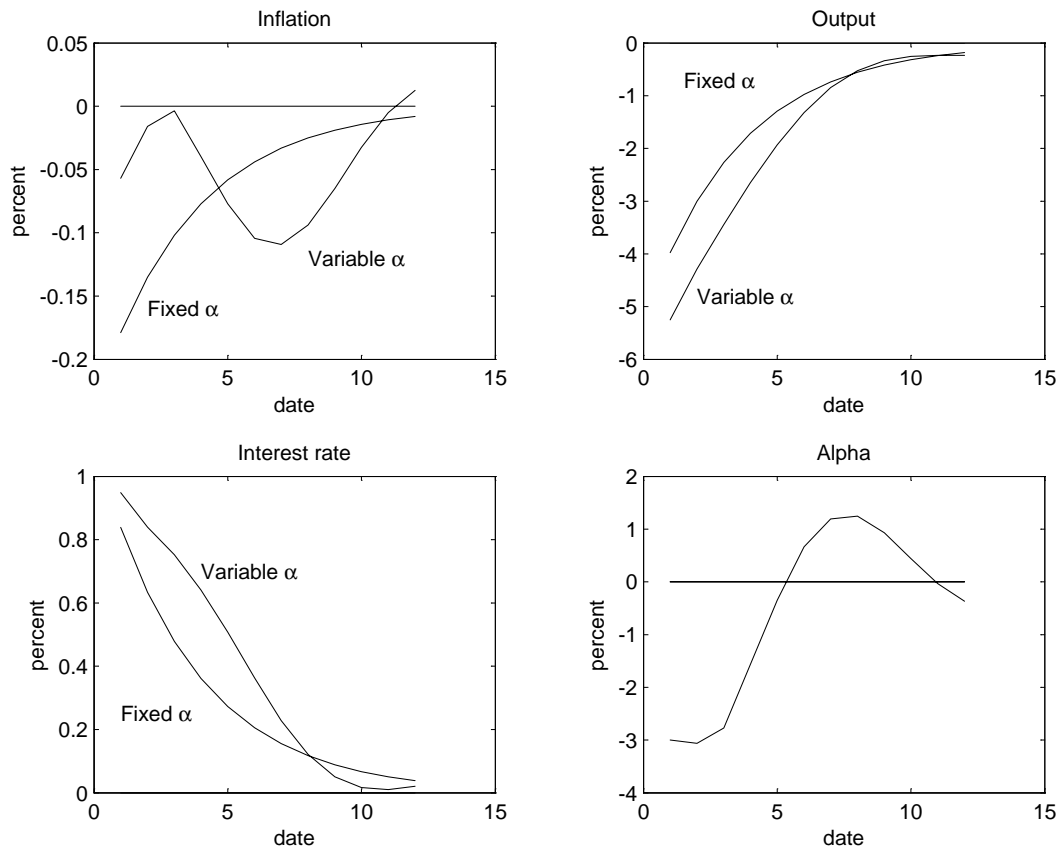 Inflation
0.05
0
-0.05
-0.1
-0.15
-0.2
percent
Variable α
Fixed α
0
5
10
15
date
Output
0
-1
-2
-3
-4
-5
-6
percent
Fixed α
Variable α
0
5
10
15
date
Interest rate
1
0.8
0.6
0.4
0.2
0
percent
Variable α
Fixed α
0
5
10
15
date
Alpha
2
1
0
-1
-2
-3
-4
percent
0
5
10
15
date